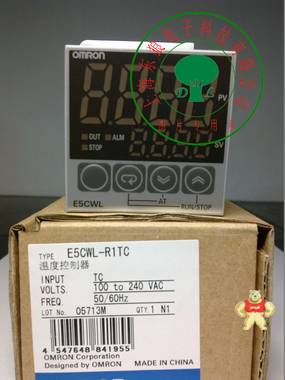 OMRON
PV
OUT
ALM
STOP
SV
E5CWL
AT
RUN/STOP
TYPE E5CWL-R1TC
温度控制器
INPUT TC
VOLTS. 100 to 240 VAC
FREQ. 50/60Hz
LOT No. 05713M QTY 1 N1
4 547648 841955
OMRON Corporation
Designed by OMRON
MADE IN CHINA